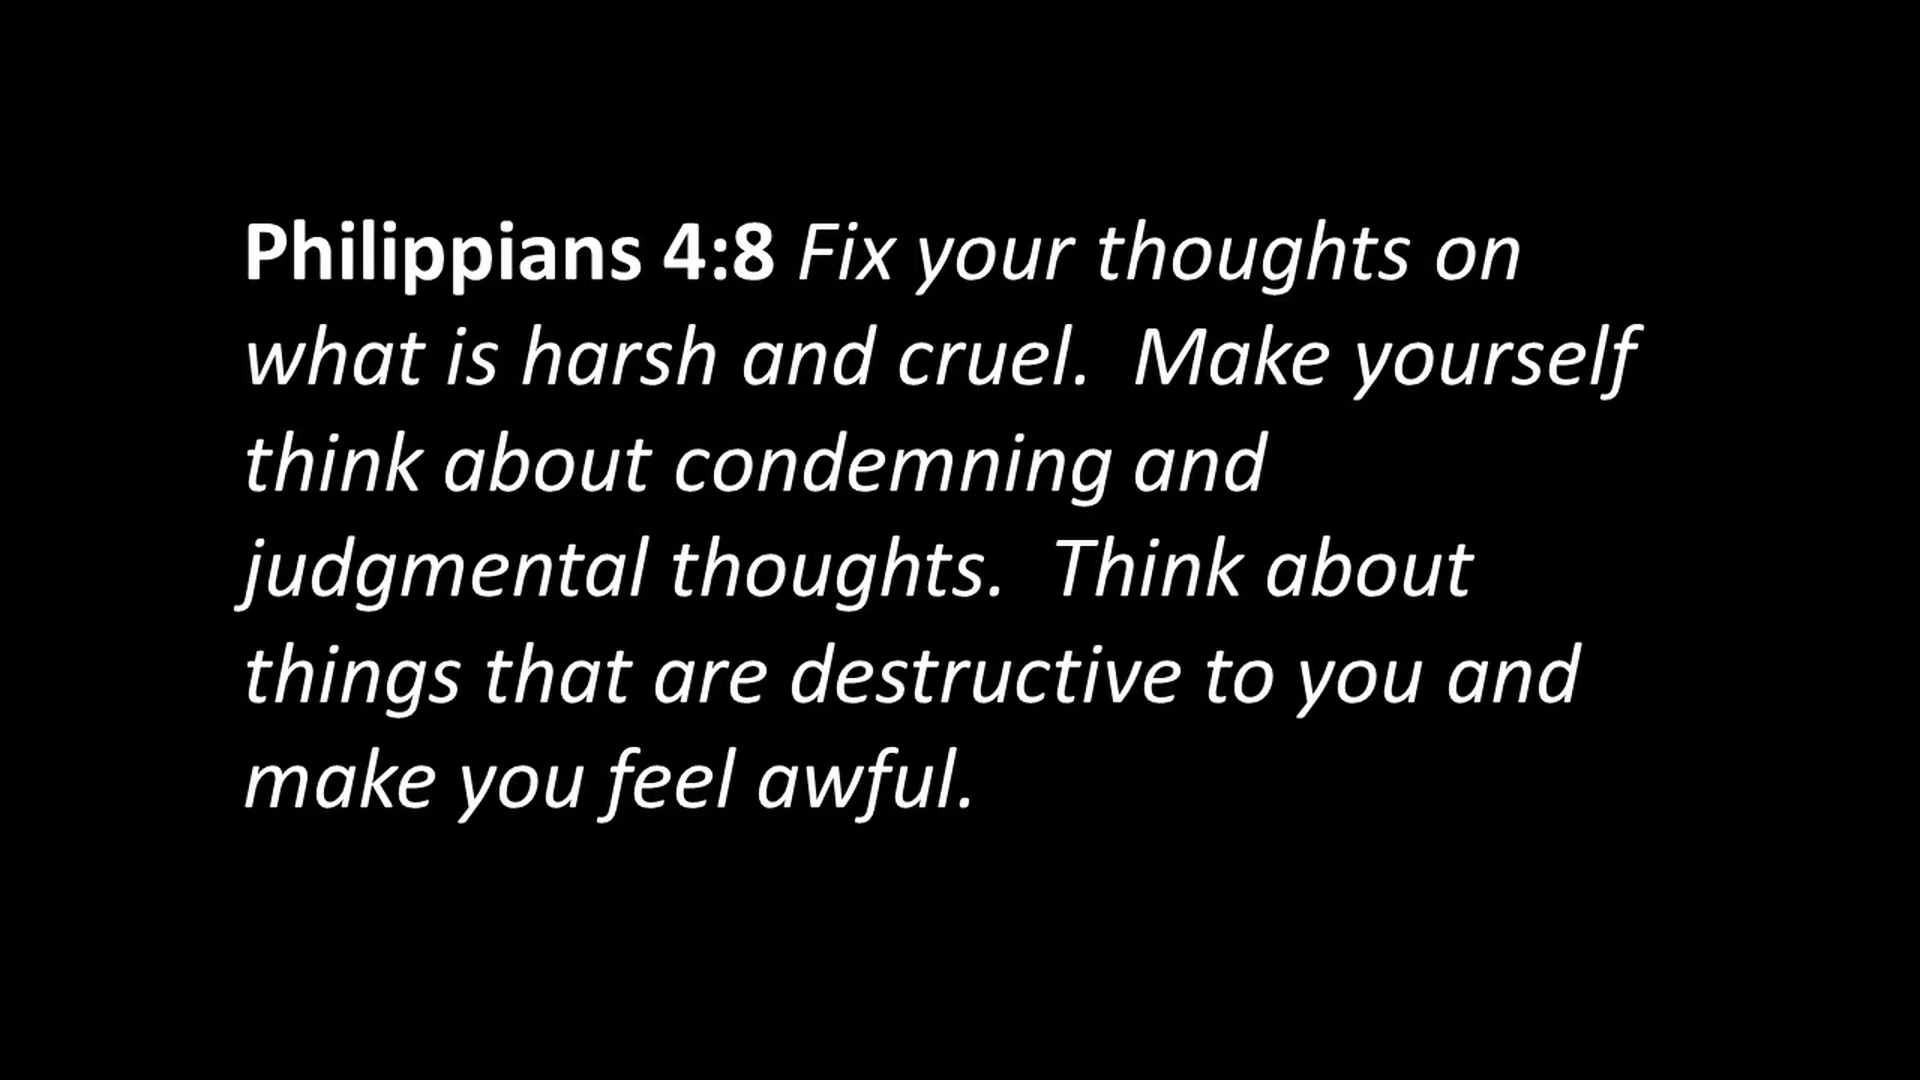 Philippians 4:8 Fix your thoughts on
what is harsh and cruel.  Make yourself
think about condemning and
judgmental thoughts.  Think about
things that are destructive to you and
make you feel awful.